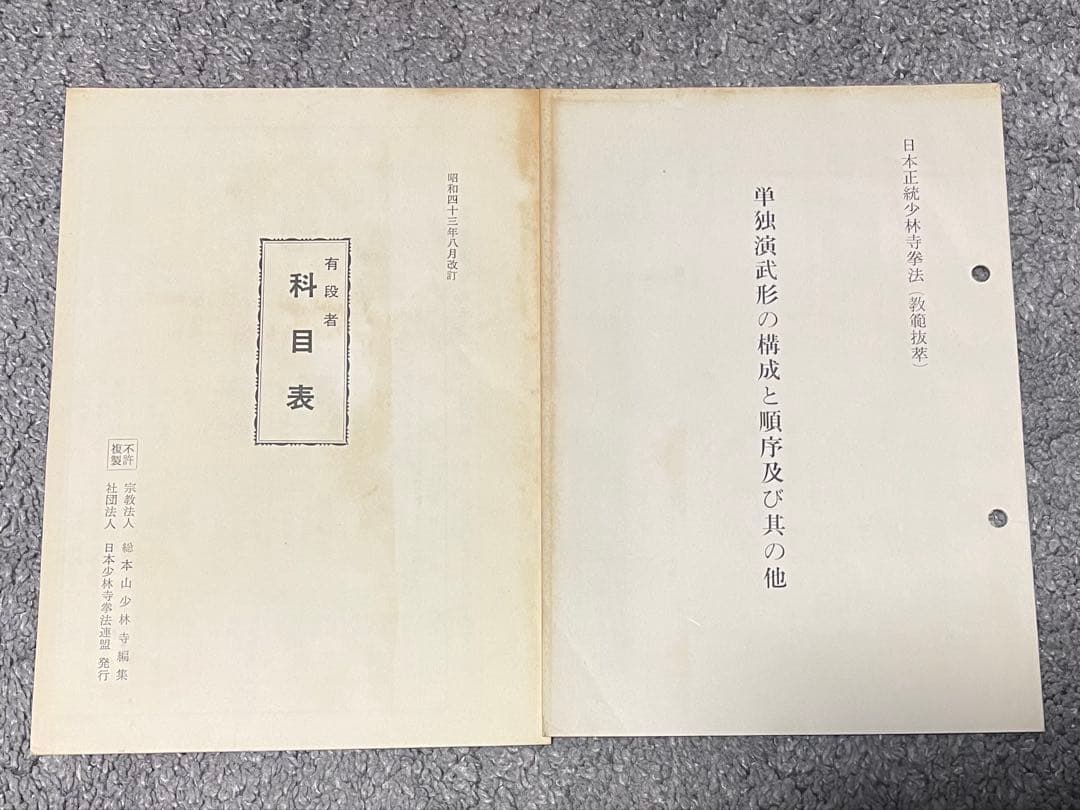 日本正統少林寺拳法(教範抜萃)
単独演武形の構成と順序及び其の他
昭和四十三年八月改訂
有段者
科目表
不許
複製
宗教法人 総本山少林寺編集
社団法人 日本少林寺拳法連盟 発行